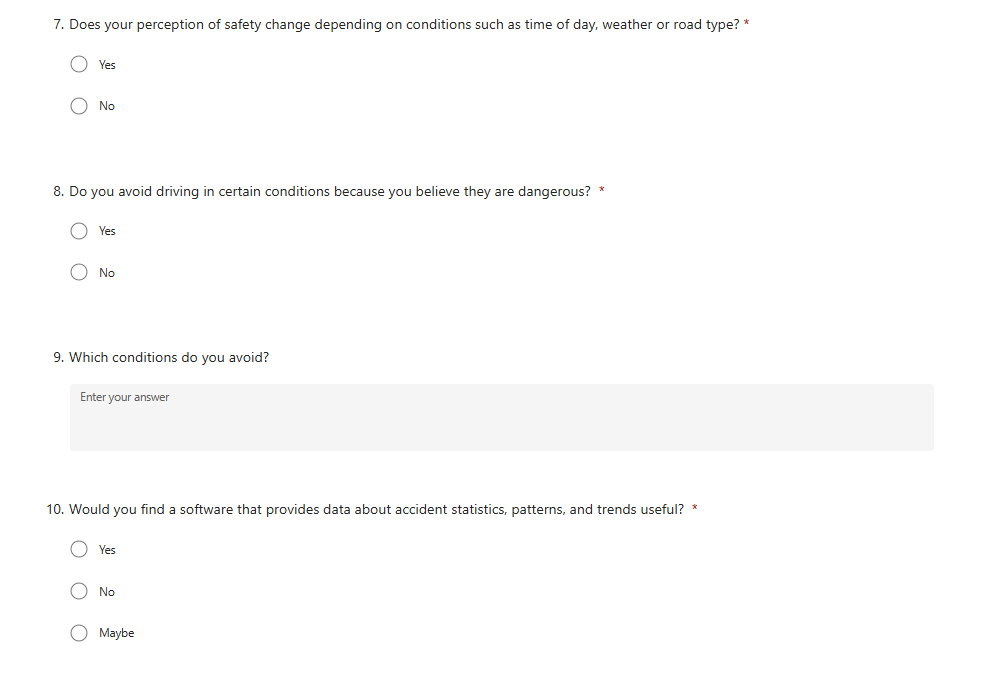 7. Does your perception of safety change depending on conditions such as time of day, weather or road type? *
Yes
No
8. Do you avoid driving in certain conditions because you believe they are dangerous? *
Yes
No
9. Which conditions do you avoid?
Enter your answer
10. Would you find a software that provides data about accident statistics, patterns, and trends useful? *
Yes
No
Maybe